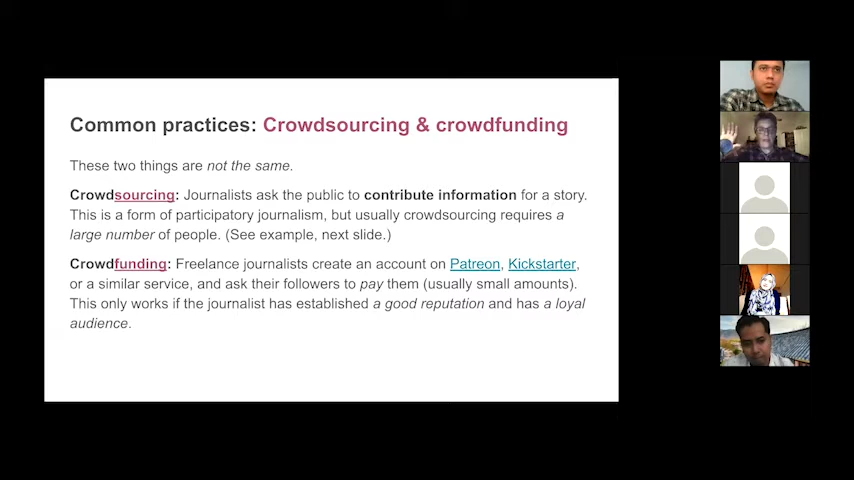 Common practices: Crowdsourcing & crowdfunding
These two things are not the same.
Crowdsourcing: Journalists ask the public to contribute information for a story.
This is a form of participatory journalism, but usually crowdsourcing requires a
large number of people. (See example, next slide.)
Crowdfunding: Freelance journalists create an account on Patreon, Kickstarter,
or a similar service, and ask their followers to pay them (usually small amounts).
This only works if the journalist has established a good reputation and has a loyal
audience.